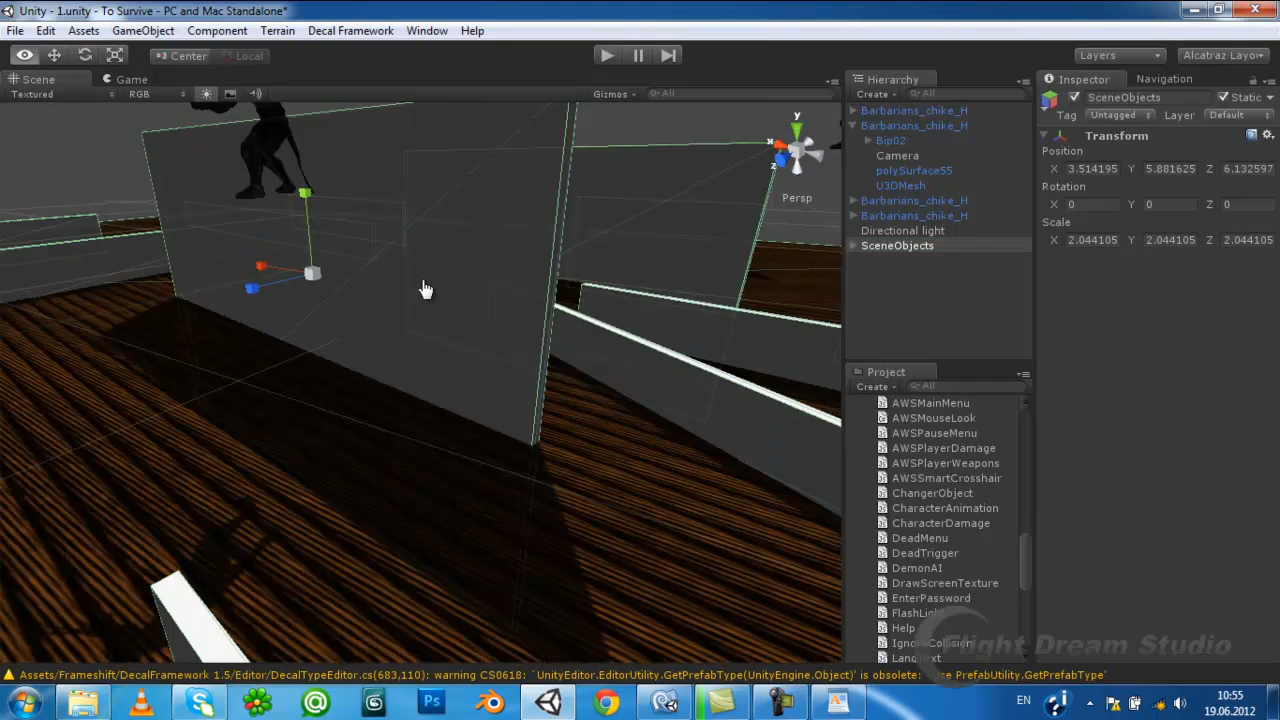 Unity - 1.unity - To Survive - PC and Mac Standalone*
File Edit Assets GameObject Component Terrain Decal Framework Window Help
Center Local Layers Alcatraz Layo
Scene Game Hierarchy Inspector Navigation
Textured RGB Gizmos All Create All
SceneObjects Static
Tag Untagged Layer Default
Transform
Position
X 3.514195 Y 5.881625 Z 6.132597
Rotation
X 0 Y 0 Z 0
Scale
X 2.044105 Y 2.044105 Z 2.044105
Barbarians_chike_H
Barbarians_chike_H
Bip02
Camera
polySurface55
U3DMesh
Barbarians_chike_H
Barbarians_chike_H
Directional light
SceneObjects
y
x
z
Persp
Project
Create All
AWSMainMenu
AWSMouseLook
AWSPauseMenu
AWSPlayerDamage
AWSPlayerWeapons
AWSSmartCrosshair
ChangerObject
CharacterAnimation
CharacterDamage
DeadMenu
DeadTrigger
DemonAI
DrawScreenTexture
EnterPassword
FlashLight
Help
IgnoreCollision
Flight Dream Studio
Assets/Frameshift/DecalFramework 1.5/Editor/DecalTypeEditor.cs(683,110): warning CS0618: `UnityEditor.EditorUtility.GetPrefabType(UnityEngine.Object)' is obsolete: PrefabUtility.GetPrefabType'
Ps
EN
10:55
19.06.2012